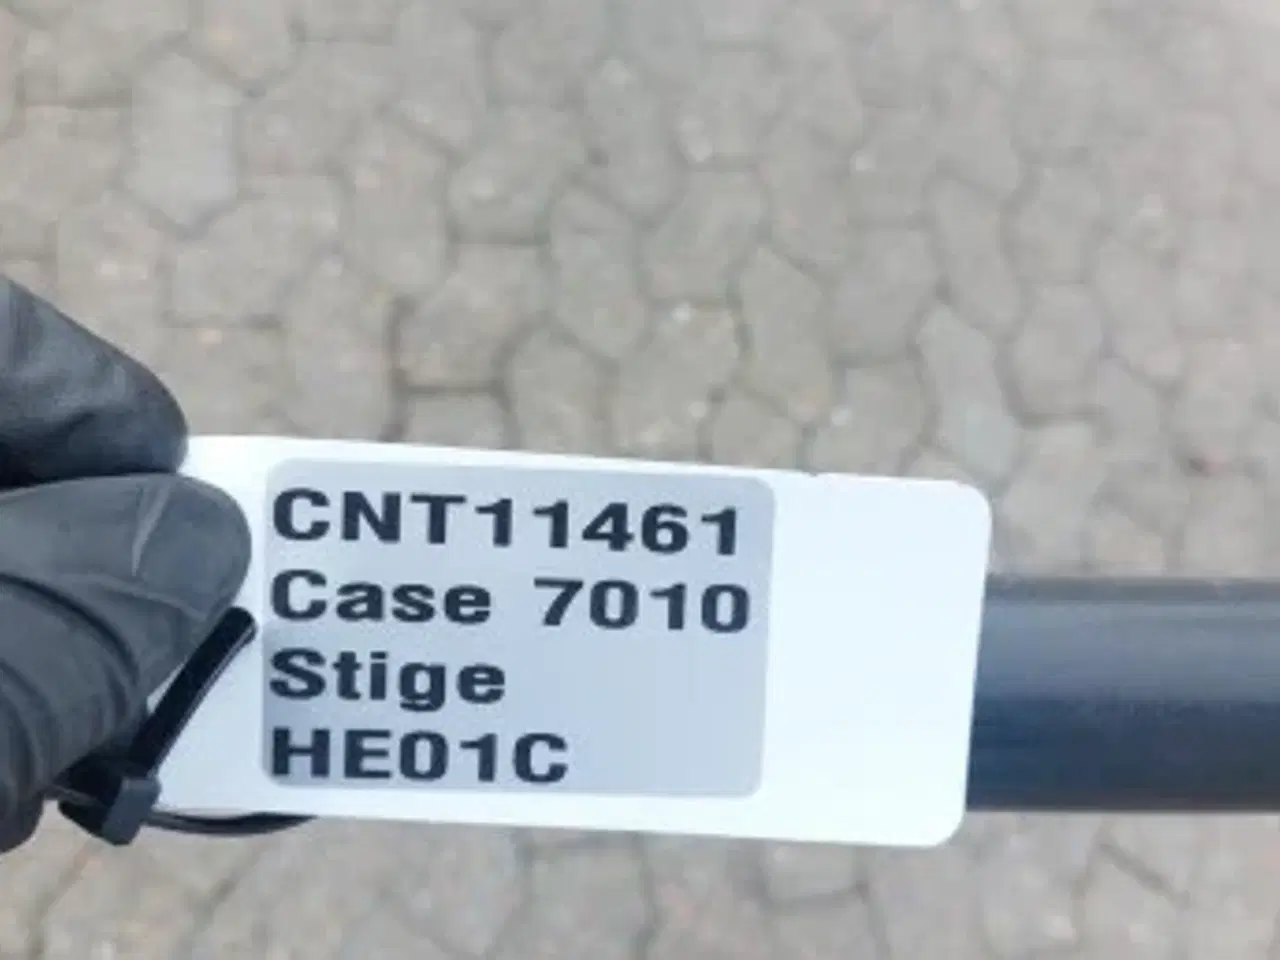 CNT11461
Case 7010
Stige
HE01C